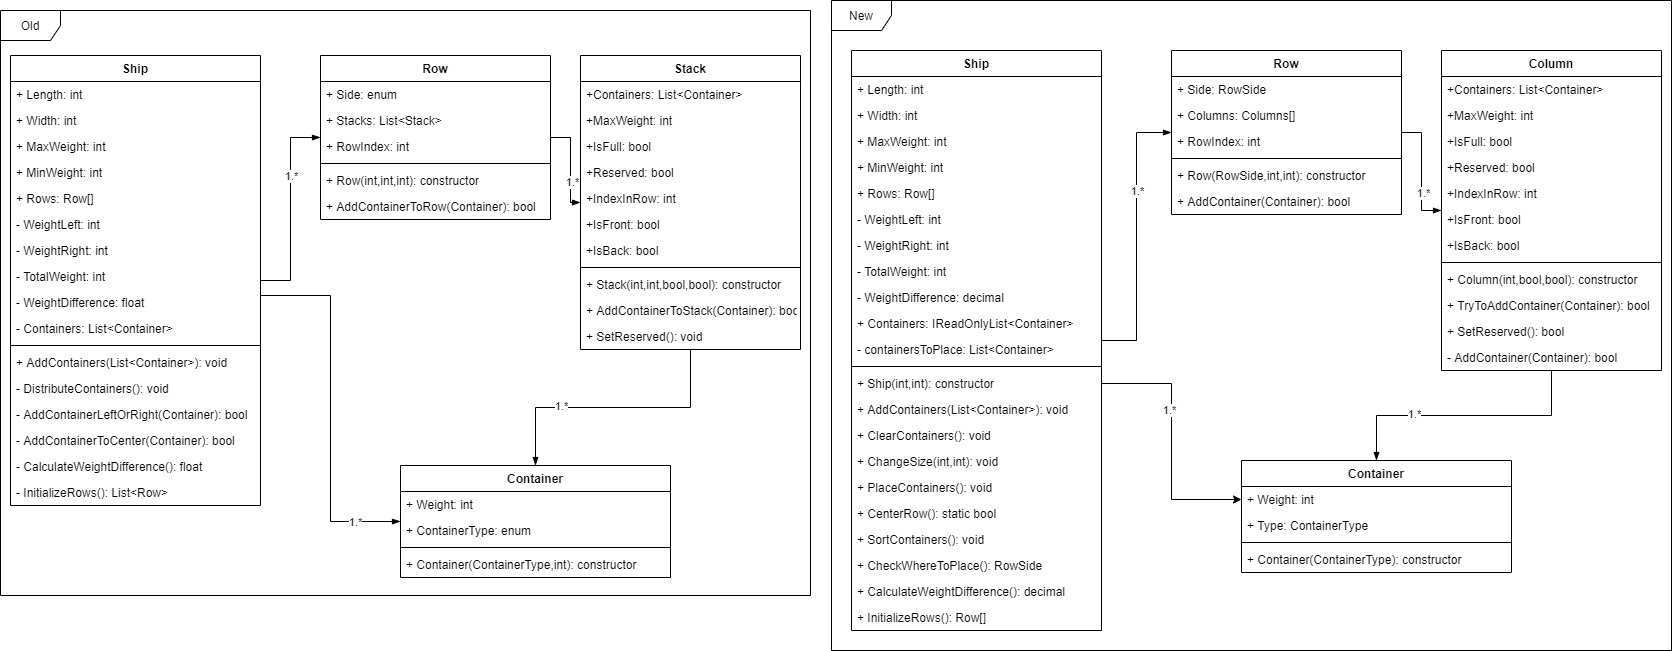 Old
Ship
+ Length: int
+ Width: int
+ MaxWeight: int
+ MinWeight: int
+ Rows: Row[]
- WeightLeft: int
- WeightRight: int
- TotalWeight: int
- WeightDifference: float
- Containers: List<Container>
+ AddContainers(List<Container>): void
- DistributeContainers(): void
- AddContainerLeftOrRight(Container): bool
- AddContainerToCenter(Container): bool
- CalculateWeightDifference(): float
- InitializeRows(): List<Row>
1.*
1.*
Row
+ Side: enum
+ Stacks: List<Stack>
+ RowIndex: int
+ Row(int,int,int): constructor
+ AddContainerToRow(Container): bool
1.*
Stack
+Containers: List<Container>
+MaxWeight: int
+IsFull: bool
+Reserved: bool
+IndexInRow: int
+IsFront: bool
+IsBack: bool
+ Stack(int,int,bool,bool): constructor
+ AddContainerToStack(Container): boo
+ SetReserved(): void
1.*
Container
+ Weight: int
+ ContainerType: enum
+ Container(ContainerType,int): constructor
New
Ship
+ Length: int
+ Width: int
+ MaxWeight: int
+ MinWeight: int
+ Rows: Row[]
- WeightLeft: int
- WeightRight: int
- TotalWeight: int
- WeightDifference: decimal
+ Containers: IReadOnlyList<Container>
- containersToPlace: List<Container>
+ Ship(int,int): constructor
+ AddContainers(List<Container>): void
+ ClearContainers(): void
+ ChangeSize(int,int): void
+ PlaceContainers(): void
+ CenterRow(): static bool
+ SortContainers(): void
+ CheckWhereToPlace(): RowSide
+ CalculateWeightDifference(): decimal
+ InitializeRows(): Row[]
1.*
1.*
Row
+ Side: RowSide
+ Columns: Columns[]
+ RowIndex: int
+ Row(RowSide,int,int): constructor
+ AddContainer(Container): bool
1.*
Column
+Containers: List<Container>
+MaxWeight: int
+IsFull: bool
+Reserved: bool
+IndexInRow: int
+IsFront: bool
+IsBack: bool
+ Column(int,bool,bool): constructor
+ TryToAddContainer(Container): bool
+ SetReserved(): bool
- AddContainer(Container): bool
1.*
Container
+ Weight: int
+ Type: ContainerType
+ Container(ContainerType): constructor